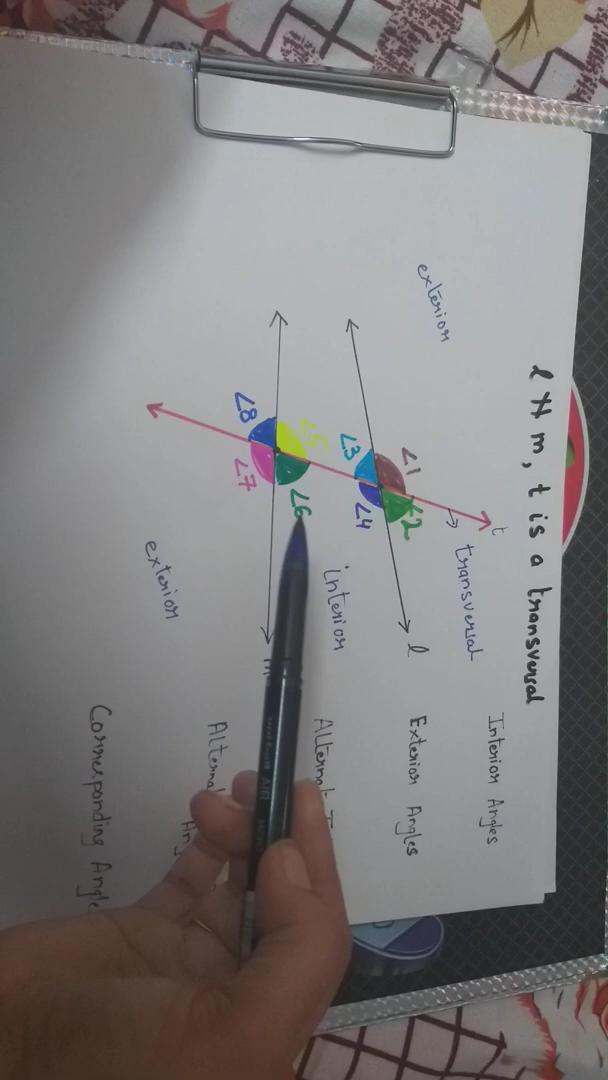 l ∦ m, t is a transversal
t
transversal
exterior
∠1
∠2
l
∠3
∠4
interior
∠5
∠6
m
∠8
∠7
exterior
Interior Angles
Exterior Angles
Corresponding